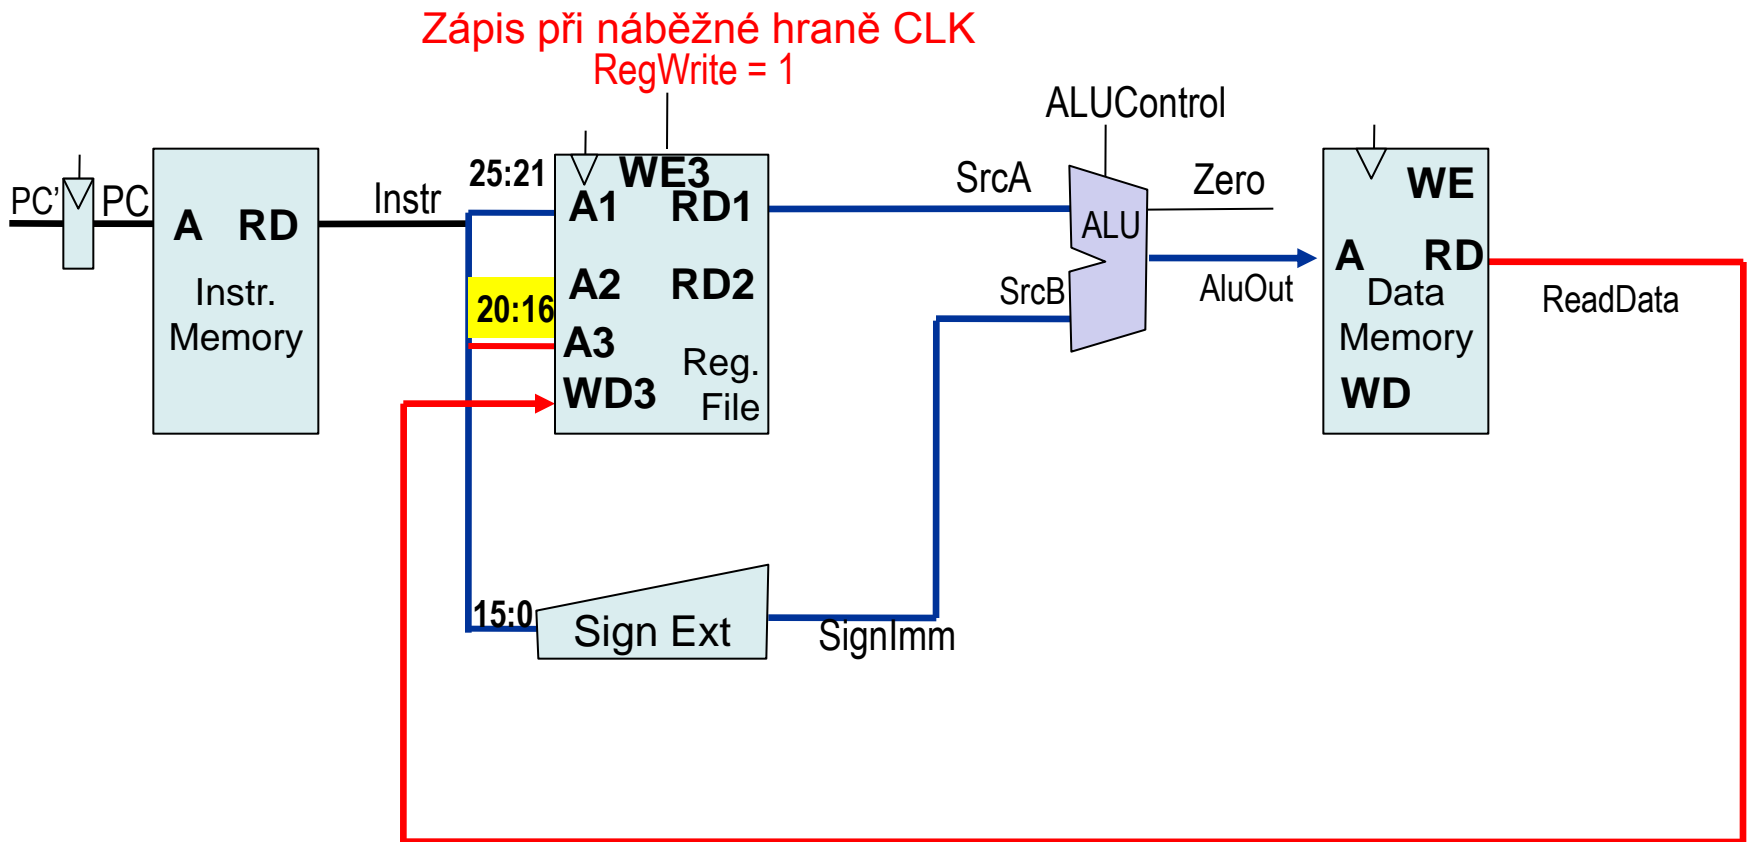 Zápis při náběžné hraně CLK
RegWrite = 1
PC’
PC
A RD
Instr.
Memory
Instr
25:21
20:16
15:0
WE3
A1 RD1
A2 RD2
A3
WD3
Reg.
File
Sign Ext
SignImm
SrcA
SrcB
ALUControl
ALU
Zero
AluOut
WE
A RD
Data
Memory
WD
ReadData